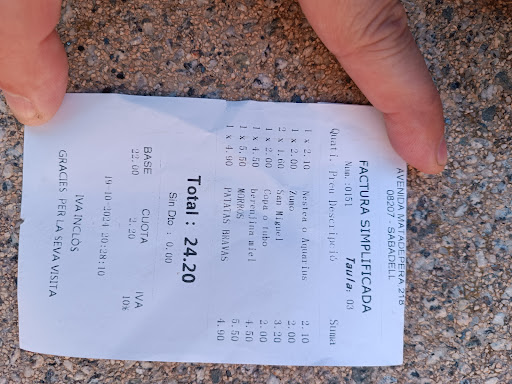 AVENIDA MATADEPERA 218
08207 - SABADELL
FACTURA SIMPLIFICADA
Num.:0151 Taula: 03
Quant. Preu Descripció Suma
1 x 2.10 Nestea o Aquarius 2.10
1 x 2.00 Zumo 2.00
2 x 1.60 San Miguel 3.20
1 x 2.00 Copa o tubo 2.00
1 x 4.50 berengina miel 4.50
1 x 5.50 MORROS 5.50
1 x 4.90 PATATAS BRAVAS 4.90
Total : 24.20
Sin Dto : 0.00
BASE CUOTA IVA
22.00 2.20 10%
19-10-2024 20:28:10
IVA INCLÒS
GRACIES PER LA SEVA VISITA